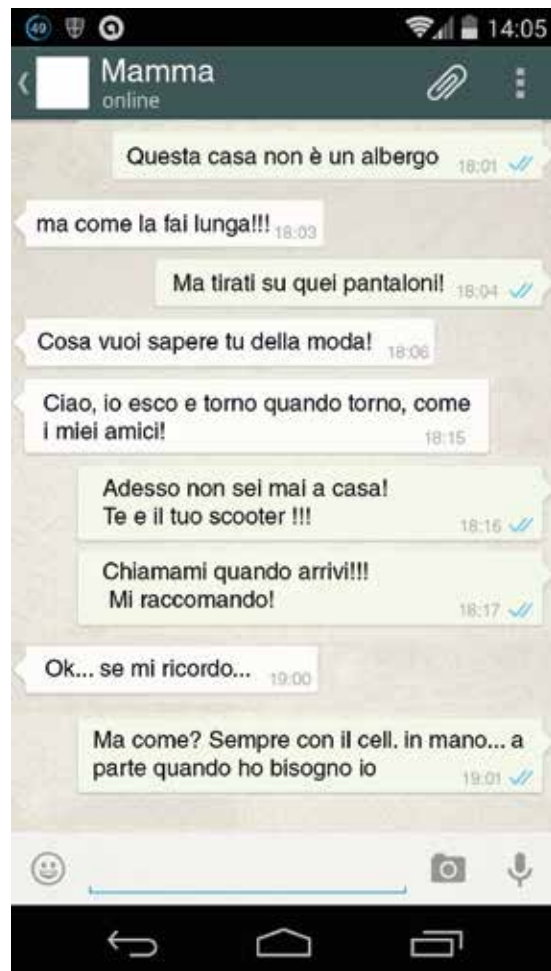 49
14:05
Mamma
online
Questa casa non è un albergo 18:01
ma come la fai lunga!!! 18:03
Ma tirati su quei pantaloni! 18:04
Cosa vuoi sapere tu della moda! 18:06
Ciao, io esco e torno quando torno, come
i miei amici! 18:15
Adesso non sei mai a casa!
Te e il tuo scooter !!! 18:16
Chiamami quando arrivi!!!
Mi raccomando! 18:17
Ok... se mi ricordo... 19:00
Ma come? Sempre con il cell. in mano... a
parte quando ho bisogno io 19:01